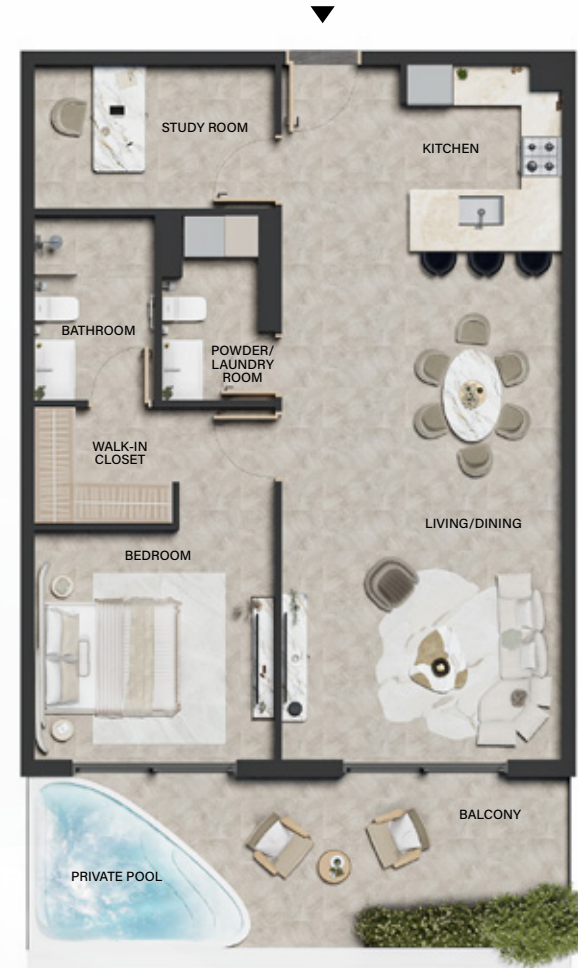 STUDY ROOM
KITCHEN
BATHROOM
POWDER/
LAUNDRY
ROOM
WALK-IN
CLOSET
LIVING/DINING
BEDROOM
BALCONY
PRIVATE POOL